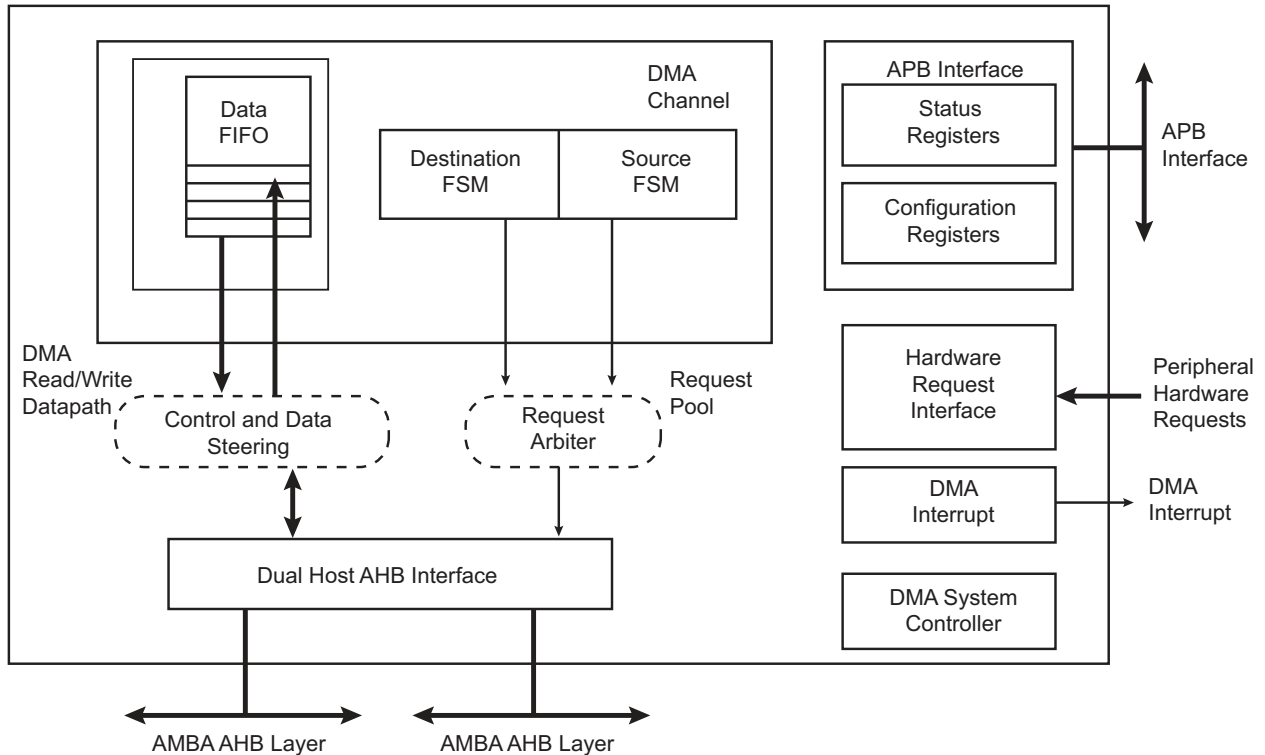 DMA
Channel
Data
FIFO
Destination
FSM
Source
FSM
APB Interface
Status
Registers
Configuration
Registers
APB
Interface
DMA
Read/Write
Datapath
Control and Data
Steering
Request
Arbiter
Request
Pool
Hardware
Request
Interface
Peripheral
Hardware
Requests
DMA
Interrupt
DMA
Interrupt
Dual Host AHB Interface
DMA System
Controller
AMBA AHB Layer
AMBA AHB Layer